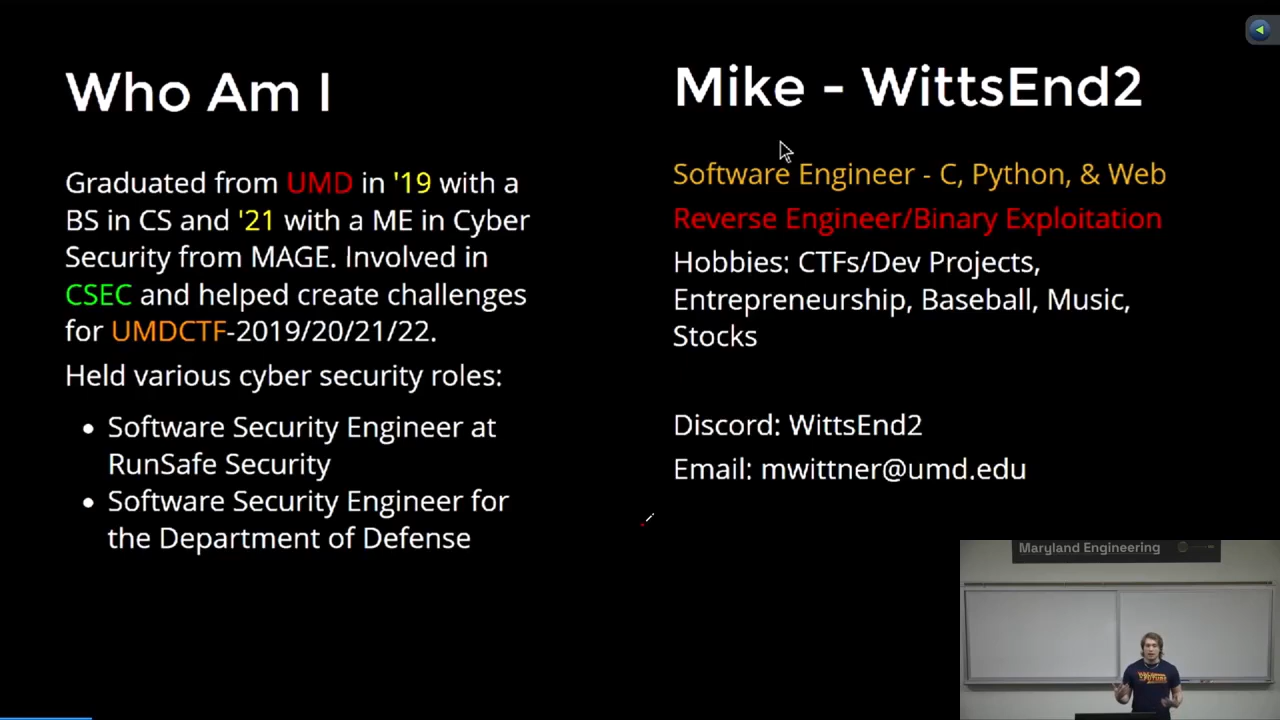 Who Am I
Graduated from UMD in '19 with a
BS in CS and '21 with a ME in Cyber
Security from MAGE. Involved in
CSEC and helped create challenges
for UMDCTF-2019/20/21/22.
Held various cyber security roles:
• Software Security Engineer at
RunSafe Security
• Software Security Engineer for
the Department of Defense
Mike - WittsEnd2
Software Engineer - C, Python, & Web
Reverse Engineer/Binary Exploitation
Hobbies: CTFs/Dev Projects,
Entrepreneurship, Baseball, Music,
Stocks
Discord: WittsEnd2
Email: mwittner@umd.edu
Maryland Engineering
FUTURE